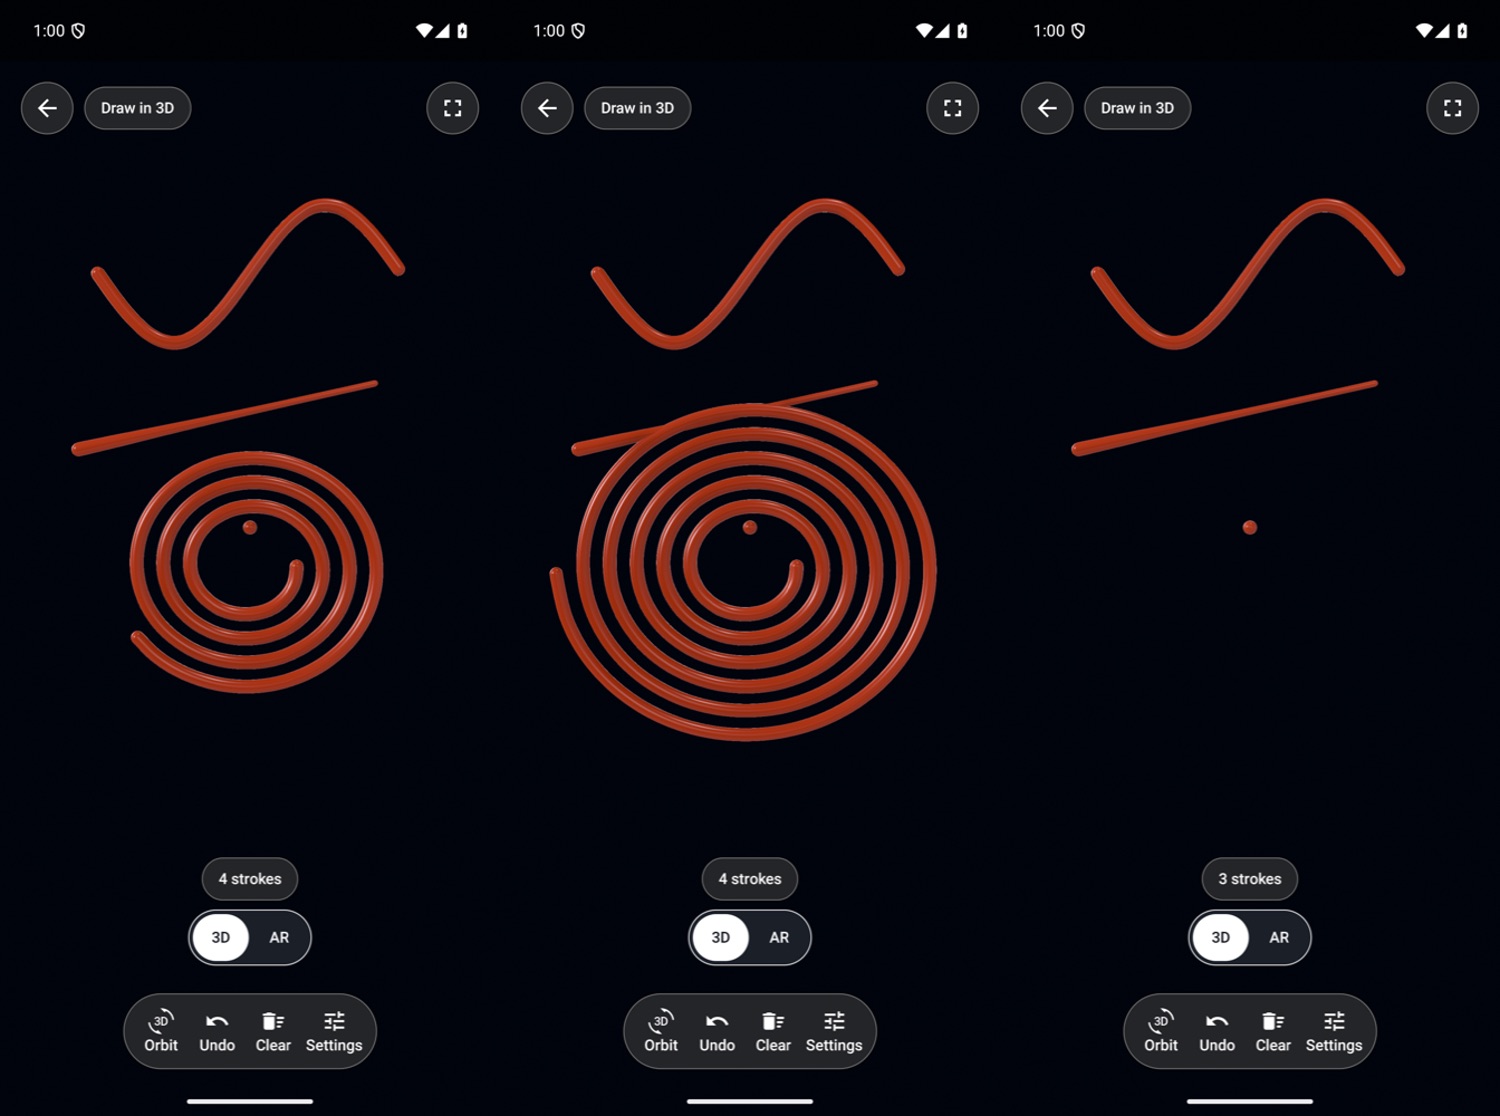 1:00
Draw in 3D
4 strokes
3D AR
3D
Orbit Undo Clear Settings
1:00
Draw in 3D
4 strokes
3D AR
3D
Orbit Undo Clear Settings
1:00
Draw in 3D
3 strokes
3D AR
3D
Orbit Undo Clear Settings